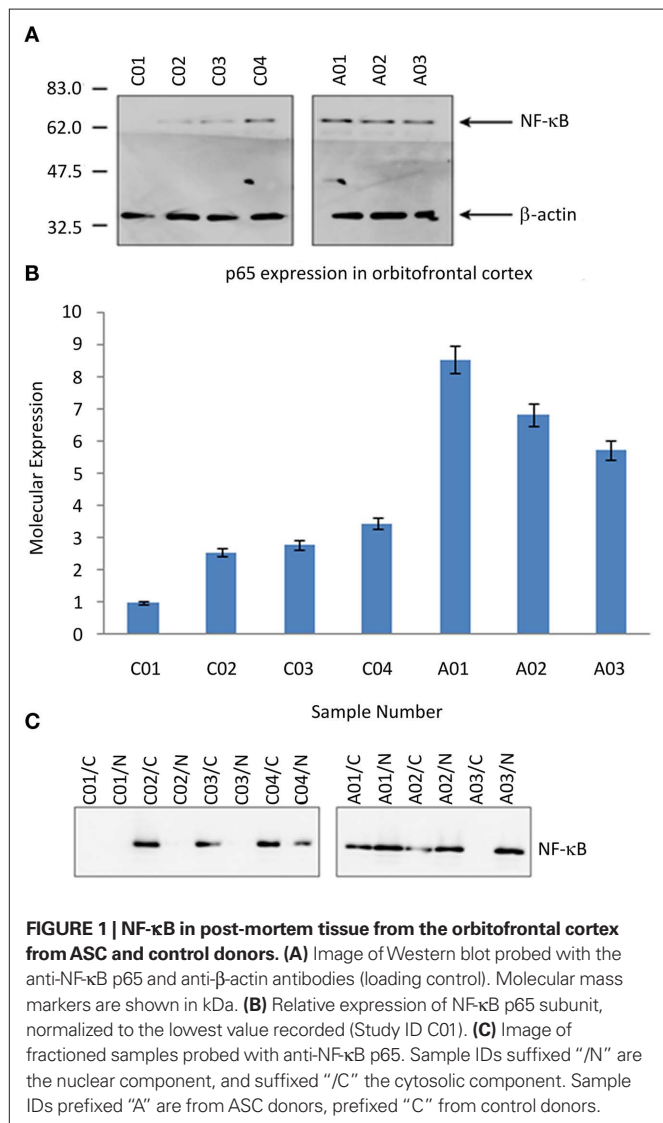 A
C01 C02 C03 C04 A01 A02 A03
83.0
62.0
47.5
32.5
NF-κB
β-actin
B
p65 expression in orbitofrontal cortex
Molecular Expression
10
9
8
7
6
5
4
3
2
1
0
C01 C02 C03 C04 A01 A02 A03
Sample Number
C
C01/C C01/N C02/C C02/N C03/C C03/N C04/C C04/N A01/C A01/N A02/C A02/N A03/C A03/N
NF-κB
FIGURE 1 | NF-κB in post-mortem tissue from the orbitofrontal cortex
from ASC and control donors. (A) Image of Western blot probed with the
anti-NF-κB p65 and anti-β-actin antibodies (loading control). Molecular mass
markers are shown in kDa. (B) Relative expression of NF-κB p65 subunit,
normalized to the lowest value recorded (Study ID C01). (C) Image of
fractioned samples probed with anti-NF-κB p65. Sample IDs suffixed “/N” are
the nuclear component, and suffixed “/C” the cytosolic component. Sample
IDs prefixed “A” are from ASC donors, prefixed “C” from control donors.